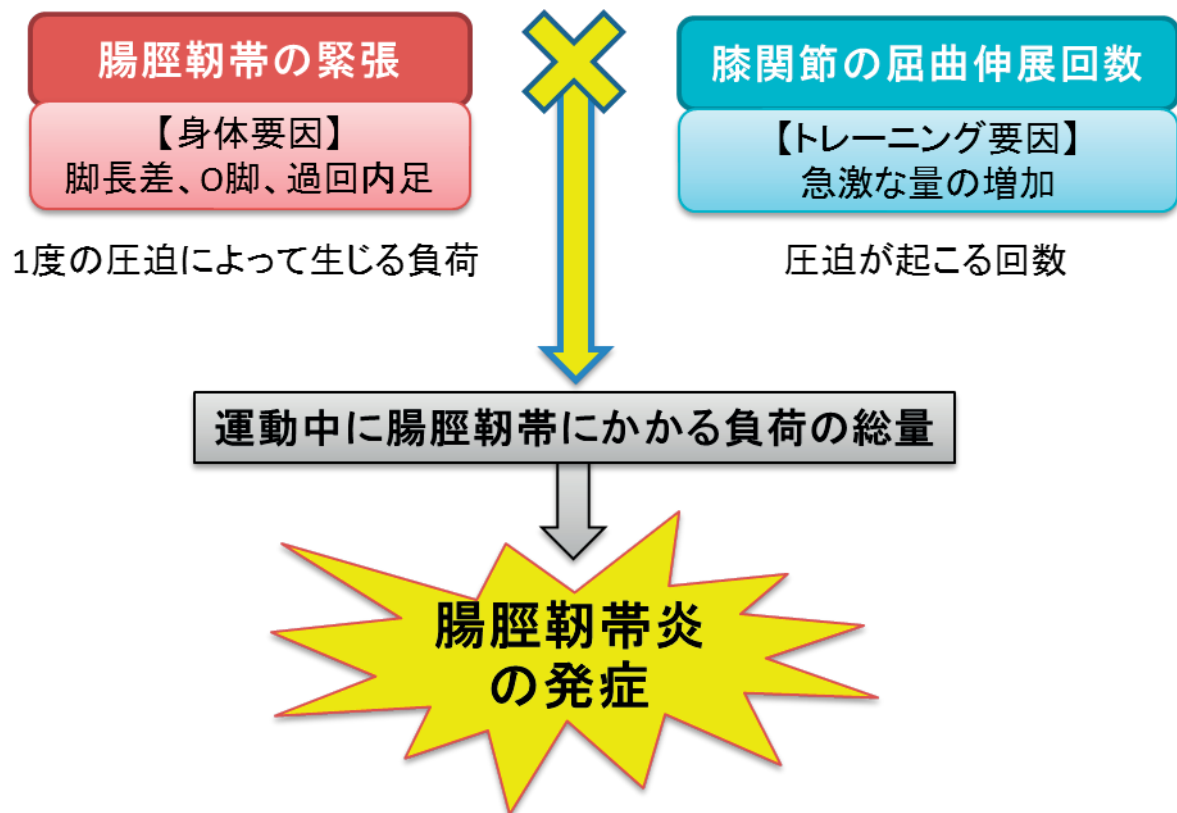 腸脛靭帯の緊張
【身体要因】
脚長差、O脚、過回内足
1度の圧迫によって生じる負荷
膝関節の屈曲伸展回数
【トレーニング要因】
急激な量の増加
圧迫が起こる回数
運動中に腸脛靭帯にかかる負荷の総量
腸脛靭帯炎
の発症